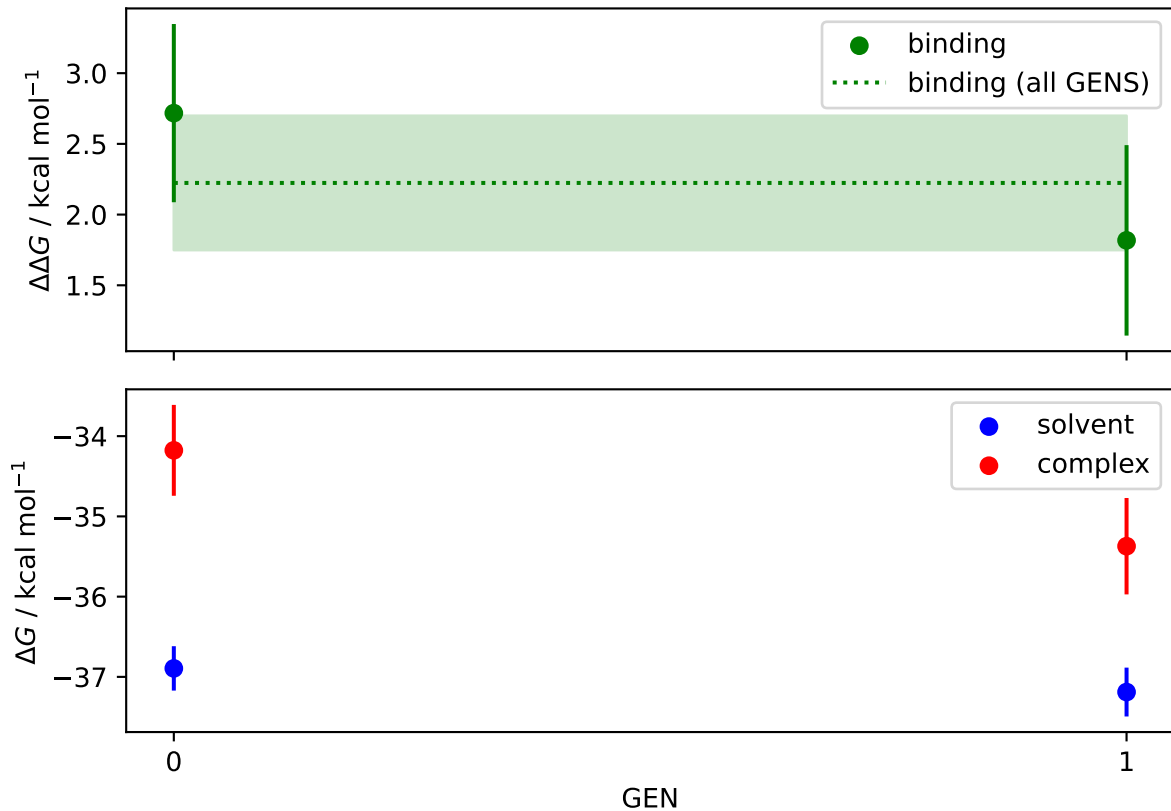 ΔΔG / kcal mol⁻¹
3.0
2.5
2.0
1.5
binding
binding (all GENS)
ΔG / kcal mol⁻¹
−34
−35
−36
−37
solvent
complex
0
1
GEN